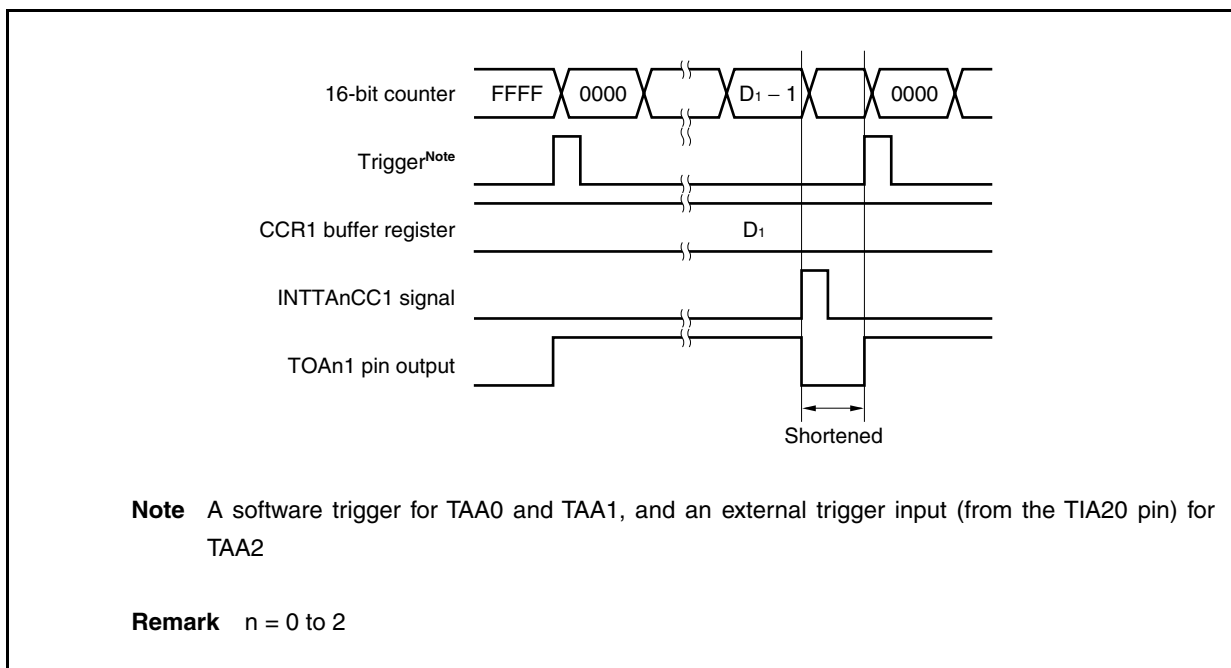 16-bit counter FFFF 0000 D1 − 1 0000
TriggerNote
CCR1 buffer register D1
INTTAnCC1 signal
TOAn1 pin output
Shortened
Note A software trigger for TAA0 and TAA1, and an external trigger input (from the TIA20 pin) for
TAA2
Remark n = 0 to 2